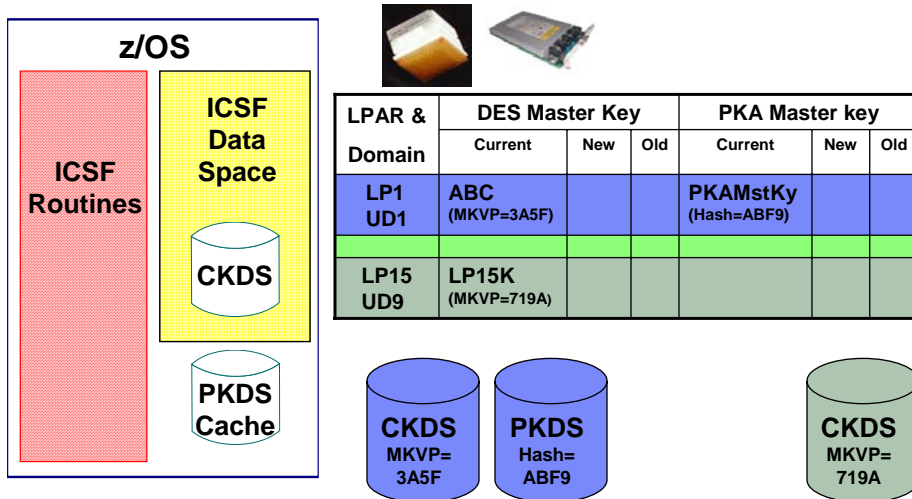 z/OS
ICSF
Routines
ICSF
Data
Space
CKDS
PKDS
Cache
LPAR &
Domain
DES Master Key
PKA Master key
Current
New
Old
Current
New
Old
LP1
UD1
ABC
(MKVP=3A5F)
PKAMstKy
(Hash=ABF9)
LP15
UD9
LP15K
(MKVP=719A)
CKDS
MKVP=
3A5F
PKDS
Hash=
ABF9
CKDS
MKVP=
719A